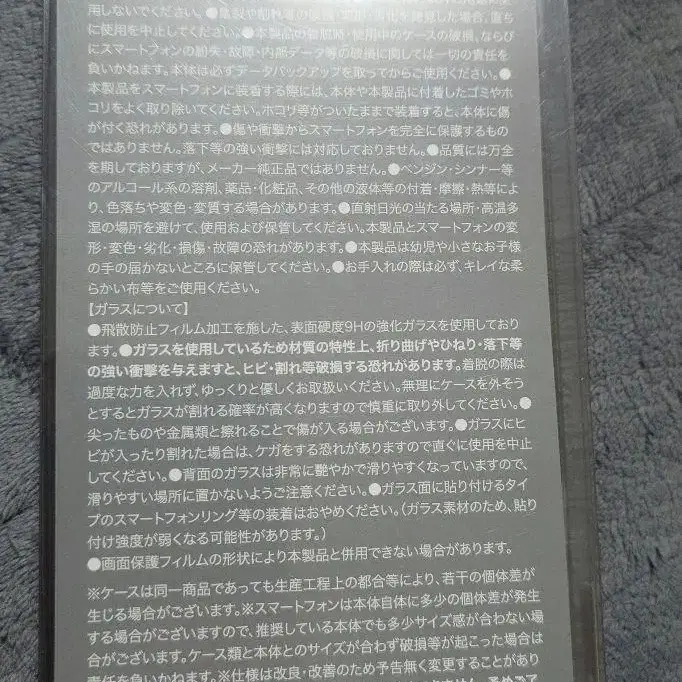 用しないでください。●亀裂や割れ等の
場合、直ち
に使用を中止してください。●本製品の
使用中のケースの破損、ならび
にスマートフォンの紛失・故障・内部データ等の破損に関しては一切の責任を
負いかねます。本体は必ずデータバックアップを取ってからご使用ください。●
本製品をスマートフォンに装着する際には、本体や本製品に付着したゴミやホ
コリをよく取り除いてください。ホコリ等がついたままで装着すると、本体に傷
が付く恐れがあります。●傷や衝撃からスマートフォンを完全に保護するもの
ではありません。落下等の強い衝撃には対応しておりません。●品質には万全
を期しておりますが、メーカー純正品ではありません。●ベンジン・シンナー等
のアルコール系の溶剤、薬品・化粧品、その他の液体等の付着・摩擦・熱等によ
り、色落ちや変色・変質する場合があります。●直射日光の当たる場所・高温多
湿の場所を避けて、使用および保管してください。本製品とスマートフォンの変
形・変色・劣化・損傷・故障の恐れがあります。●本製品は幼児や小さなお子様
の手の届かないところに保管してください。●お手入れの際は必ず、キレイな柔
らかい布等をご使用ください。
【ガラスについて】
●飛散防止フィルム加工を施した、表面硬度9Hの強化ガラスを使用しており
ます。●ガラスを使用しているため材質の特性上、折り曲げやひねり・落下等
の強い衝撃を与えますと、ヒビ・割れ等破損する恐れがあります。着脱の際は
過度な力を入れず、ゆっくりと優しくお取扱いください。無理にケースを外そう
とするとガラスが割れる確率が高くなりますので慎重に取り外してください。●
尖ったものや金属類と擦れることで傷が入る場合がございます。●ガラスにヒ
ビが入ったり割れた場合は、ケガをする恐れがありますので直ぐに使用を中止
してください。●背面のガラスは非常に艶やかで滑りやすくなっていますので、
滑りやすい場所に置かないようご注意ください。●ガラス面に貼り付けるタイ
プのスマートフォンリング等の装着はおやめください。(ガラス素材のため、貼り
付け強度が弱くなる可能性があります。)
●画面保護フィルムの形状により本製品と併用できない場合があります。
※ケースは同一商品であっても生産工程上の都合等により、若干の個体差が
生じる場合がございます。※スマートフォンは本体自体に多少の個体差が発生
する場合がございますので、推奨している本体でも多少サイズ感が合わない場
合がございます。ケース類と本体とのサイズが合わず破損等が起こった場合は
責任を負いかねます。※仕様は改良・改善のため予告無く変更することがあり